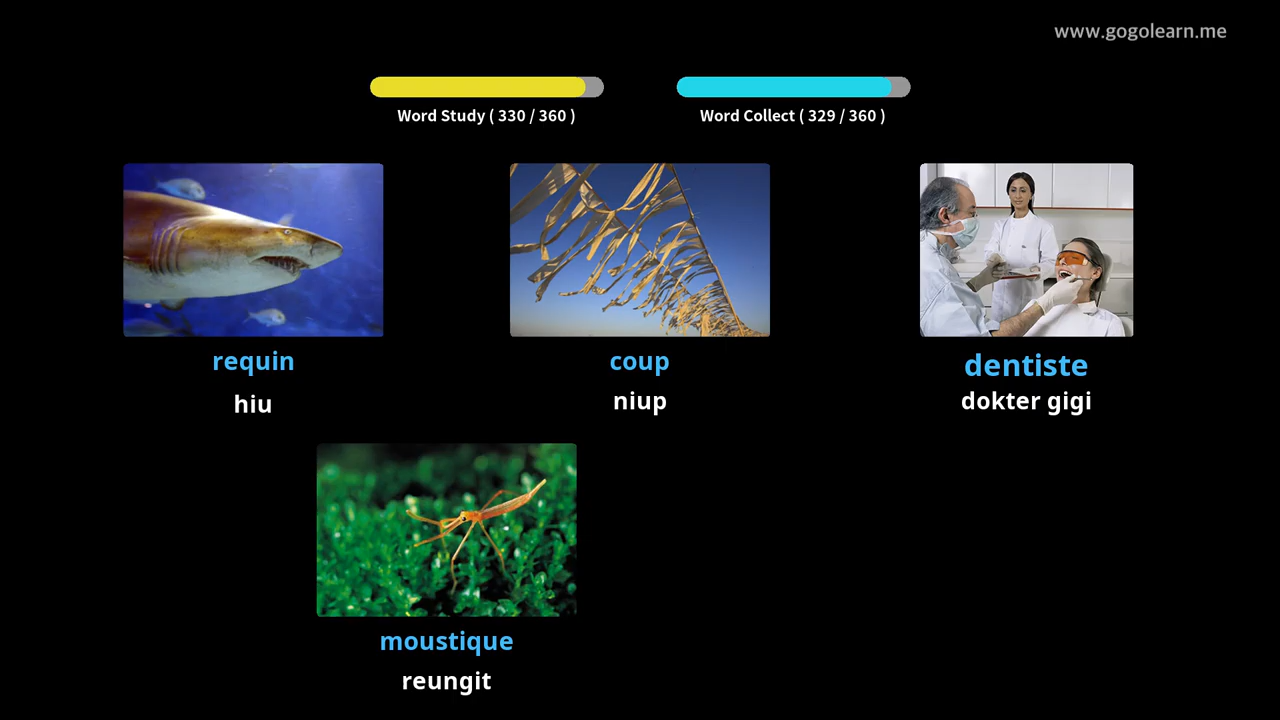 www.gogolearn.me
Word Study ( 330 / 360 )
Word Collect ( 329 / 360 )
requin
hiu
coup
niup
dentiste
dokter gigi
moustique
reungit